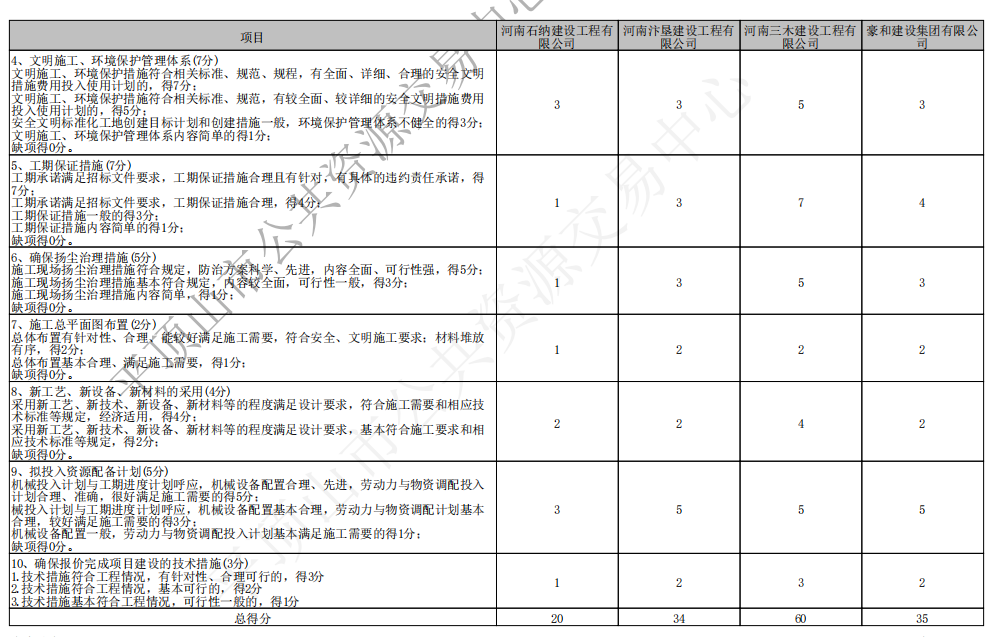 项目
河南石纳建设工程有
限公司
河南汴垦建设工程有
限公司
河南三木建设工程有
限公司
豪和建设集团有限公
司
4、文明施工、环境保护管理体系(7分)
文明施工、环境保护措施符合相关标准、规范、规程，有全面、详细、合理的安全文明
措施费用投入使用计划的，得7分;
文明施工、环境保护措施符合相关标准、规范，有较全面、较详细的安全文明措施费用
投入使用计划的，得5分;
安全文明标准化工地创建目标计划和创建措施一般，环境保护管理体系不健全的得3分;
文明施工、环境保护管理体系内容简单的得1分;
缺项得0分。
3
3
5
3
5、工期保证措施(7分)
工期承诺满足招标文件要求，工期保证措施合理且有针对，有具体的违约责任承诺，得
7分;
工期承诺满足招标文件要求，工期保证措施合理，得4分;
工期保证措施一般的得3分;
工期保证措施内容简单的得1分;
缺项得0分。
1
3
7
4
6、确保扬尘治理措施(5分)
施工现场扬尘治理措施符合规定，防治方案科学、先进，内容全面、可行性强，得5分;
施工现场扬尘治理措施基本符合规定，内容较全面，可行性一般，得3分;
施工现场扬尘治理措施内容简单，得1分;
缺项得0分。
1
3
5
3
7、施工总平面图布置(2分)
总体布置有针对性、合理，能较好满足施工需要，符合安全、文明施工要求；材料堆放
有序，得2分;
总体布置基本合理、满足施工需要，得1分;
缺项得0分。
1
2
2
2
8、新工艺、新设备、新材料的采用(4分)
采用新工艺、新技术、新设备、新材料等的程度满足设计要求，符合施工需要和相应技
术标准等规定，经济适用，得4分;
采用新工艺、新技术、新设备、新材料等的程度满足设计要求，基本符合施工要求和相
应技术标准等规定，得2分;
缺项得0分。
2
2
4
2
9、拟投入资源配备计划(5分)
机械投入计划与工期进度计划呼应，机械设备配置合理、先进，劳动力与物资调配投入
计划合理、准确，很好满足施工需要的得5分;
械投入计划与工期进度计划呼应，机械设备配置基本合理，劳动力与物资调配计划基本
合理，较好满足施工需要的得3分;
机械设备配置一般，劳动力与物资调配投入计划基本满足施工需要的得1分;
缺项得0分。
3
5
5
5
10、确保报价完成项目建设的技术措施(3分)
1.技术措施符合工程情况，有针对性、合理可行的，得3分
2.技术措施符合工程情况，基本可行的，得2分
3.技术措施基本符合工程情况，可行性一般的，得1分
1
2
3
2
总得分
20
34
60
35
平顶山市公共资源交易中心
平顶山市公共资源交易中心